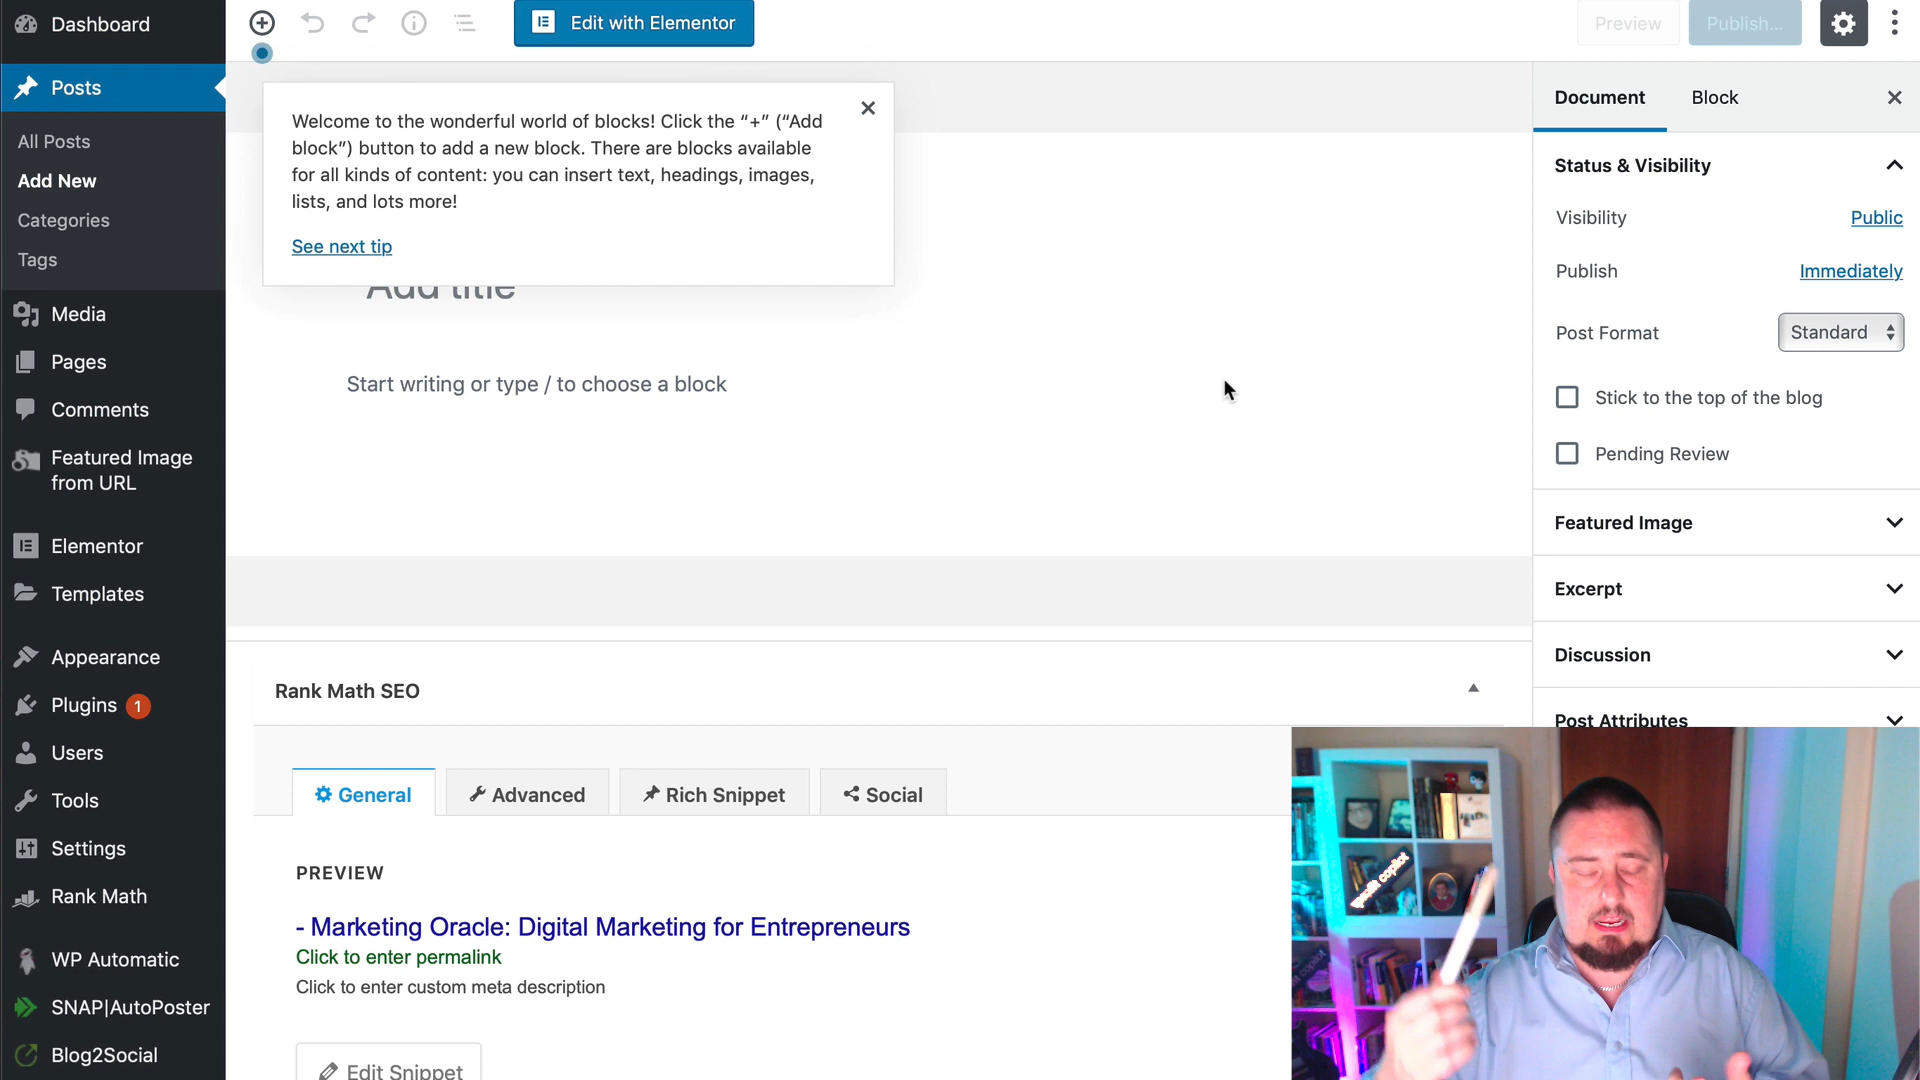 Dashboard
Edit with Elementor
Preview
Publish...
Posts
All Posts
Add New
Categories
Tags
Media
Pages
Comments
Featured Image
from URL
Elementor
Templates
Appearance
Plugins 1
Users
Tools
Settings
Rank Math
WP Automatic
SNAP|AutoPoster
Blog2Social
Welcome to the wonderful world of blocks! Click the “+” (“Add
block”) button to add a new block. There are blocks available
for all kinds of content: you can insert text, headings, images,
lists, and lots more!
See next tip
Add title
Start writing or type / to choose a block
Rank Math SEO
General
Advanced
Rich Snippet
Social
PREVIEW
- Marketing Oracle: Digital Marketing for Entrepreneurs
Click to enter permalink
Click to enter custom meta description
Edit Snippet
Document
Block
Status & Visibility
Visibility
Public
Publish
Immediately
Post Format
Standard
Stick to the top of the blog
Pending Review
Featured Image
Excerpt
Discussion
Post Attributes
copilot